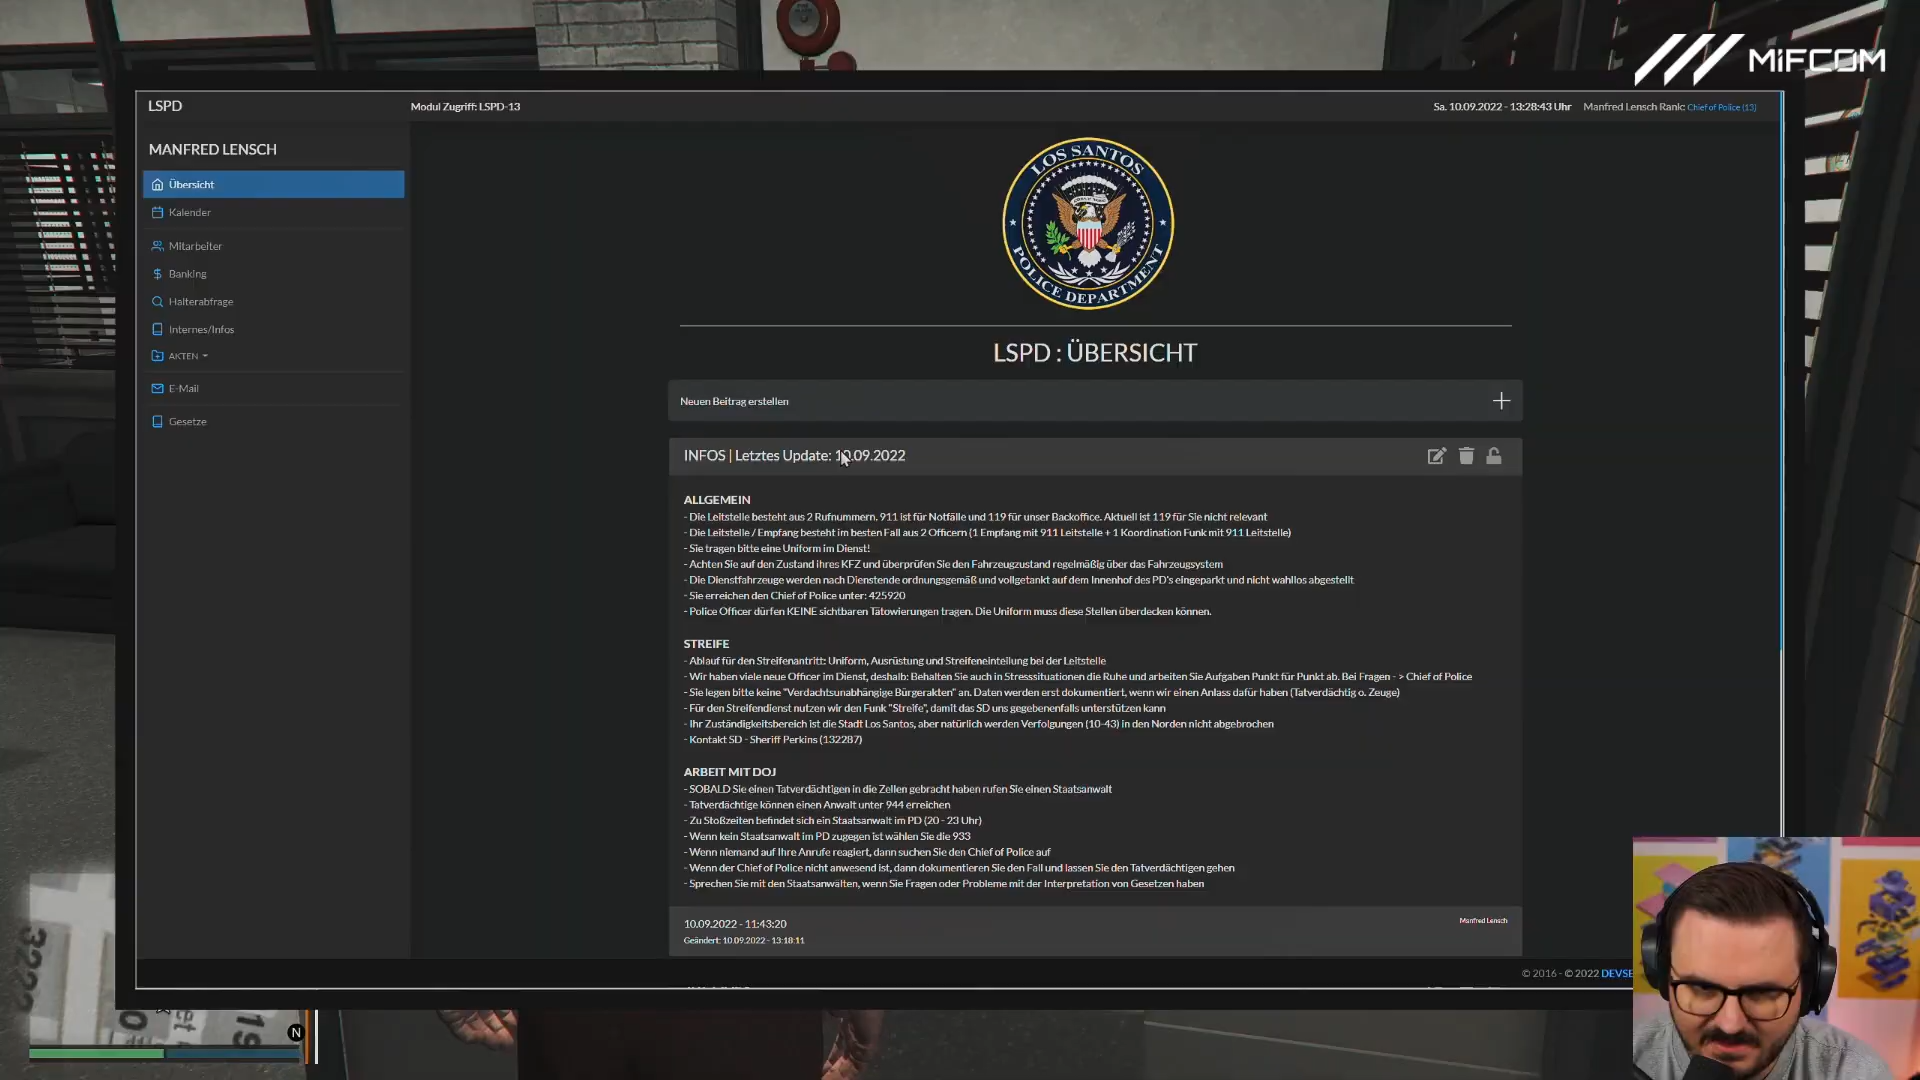 MIFCOM
LSPD
Modul Zugriff: LSPD-13
Sa. 10.09.2022 - 13:28:43 Uhr
Manfred Lensch Rank: Chief of Police (13)
MANFRED LENSCH
Übersicht
Kalender
Mitarbeiter
Banking
Halterabfrage
Internes/Infos
AKTEN
E-Mail
Gesetze
LOS SANTOS
POLICE DEPARTMENT
LSPD : ÜBERSICHT
Neuen Beitrag erstellen
INFOS | Letztes Update: 10.09.2022
ALLGEMEIN
- Die Leitstelle besteht aus 2 Rufnummern. 911 ist für Notfälle und 119 für unser Backoffice. Aktuell ist 119 für Sie nicht relevant
- Die Leitstelle / Empfang besteht im besten Fall aus 2 Officern (1 Empfang mit 911 Leitstelle + 1 Koordination Funk mit 911 Leitstelle)
- Sie tragen bitte eine Uniform im Dienst!
- Achten Sie auf den Zustand ihres KFZ und überprüfen Sie den Fahrzeugzustand regelmäßig über das Fahrzeugsystem
- Die Dienstfahrzeuge werden nach Dienstende ordnungsgemäß und vollgetankt auf dem Innenhof des PD's eingeparkt und nicht wahllos abgestellt
- Sie erreichen den Chief of Police unter: 425920
- Police Officer dürfen KEINE sichtbaren Tätowierungen tragen. Die Uniform muss diese Stellen überdecken können.
STREIFE
- Ablauf für den Streifenantritt: Uniform, Ausrüstung und Streifeneinteilung bei der Leitstelle
- Wir haben viele neue Officer im Dienst, deshalb: Behalten Sie auch in Stresssituationen die Ruhe und arbeiten Sie Aufgaben Punkt für Punkt ab. Bei Fragen - > Chief of Police
- Sie legen bitte keine "Verdachtsunabhängige Bürgerakten" an. Daten werden erst dokumentiert, wenn wir einen Anlass dafür haben (Tatverdächtig o. Zeuge)
- Für den Streifendienst nutzen wir den Funk "Streife", damit das SD uns gegebenenfalls unterstützen kann
- Ihr Zuständigkeitsbereich ist die Stadt Los Santos, aber natürlich werden Verfolgungen (10-43) in den Norden nicht abgebrochen
- Kontakt SD - Sheriff Perkins (132287)
ARBEIT MIT DOJ
- SOBALD Sie einen Tatverdächtigen in die Zellen gebracht haben rufen Sie einen Staatsanwalt
- Tatverdächtige können einen Anwalt unter 944 erreichen
- Zu Stoßzeiten befindet sich ein Staatsanwalt im PD (20 - 23 Uhr)
- Wenn kein Staatsanwalt im PD zugegen ist wählen Sie die 933
- Wenn niemand auf Ihre Anrufe reagiert, dann suchen Sie den Chief of Police auf
- Wenn der Chief of Police nicht anwesend ist, dann dokumentieren Sie den Fall und lassen Sie den Tatverdächtigen gehen
- Sprechen Sie mit den Staatsanwälten, wenn Sie Fragen oder Probleme mit der Interpretation von Gesetzen haben
10.09.2022 - 11:43:20
Manfred Lensch
Geändert: 10.09.2022 - 13:18:11
© 2016 - © 2022 DEVSE
N